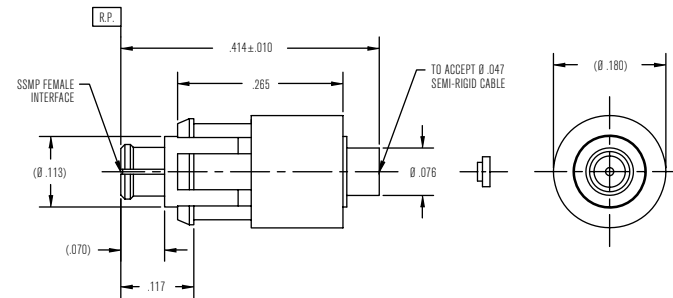 R.P.
.414±.010
SSMP FEMALE
INTERFACE
.265
TO ACCEPT Ø .047
SEMI-RIGID CABLE
(Ø .180)
(Ø .113)
Ø .076
(.070)
.117